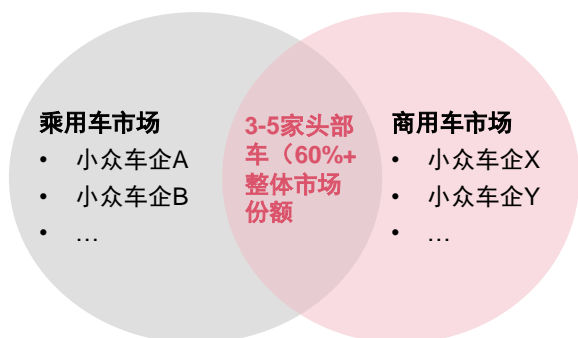 乘用车市场
• 小众车企A
• 小众车企B
• …
3-5家头部
车（60%+
整体市场
份额
商用车市场
• 小众车企X
• 小众车企Y
• …